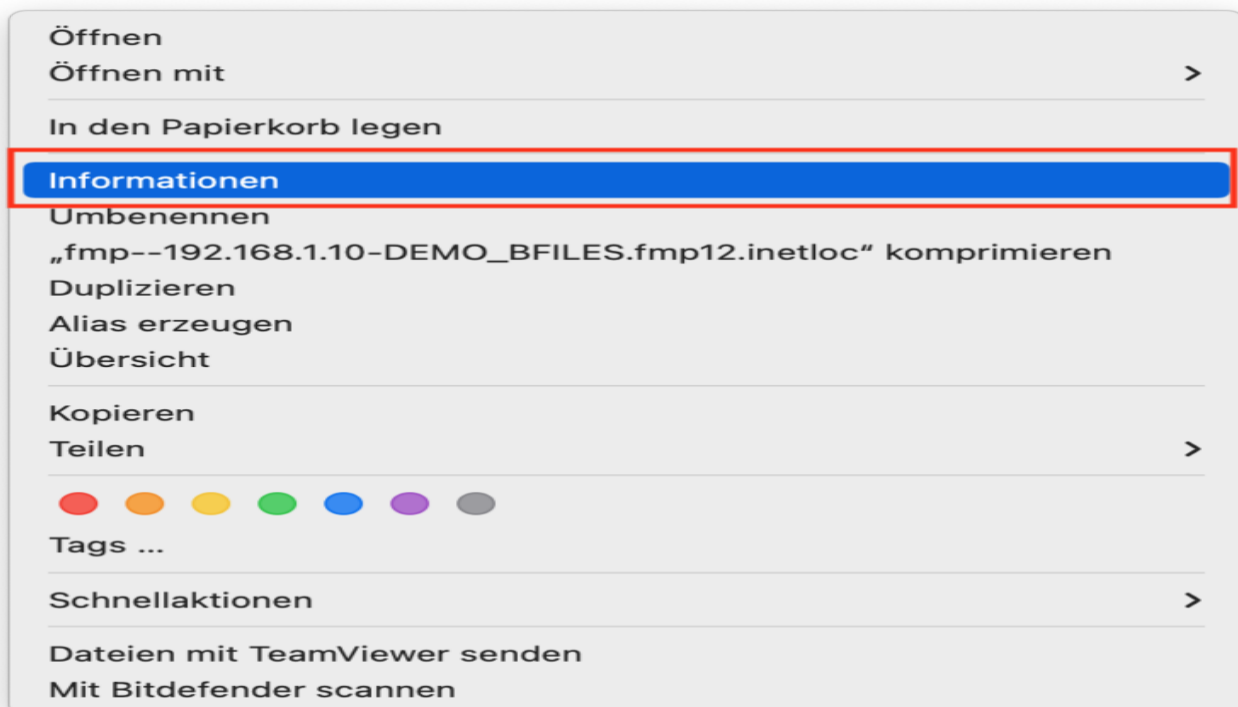 Öffnen
Öffnen mit
In den Papierkorb legen
Informationen
Umbenennen
„fmp--192.168.1.10-DEMO_BFILES.fmp12.inetloc“ komprimieren
Duplizieren
Alias erzeugen
Übersicht
Kopieren
Teilen
Tags ...
Schnellaktionen
Dateien mit TeamViewer senden
Mit Bitdefender scannen